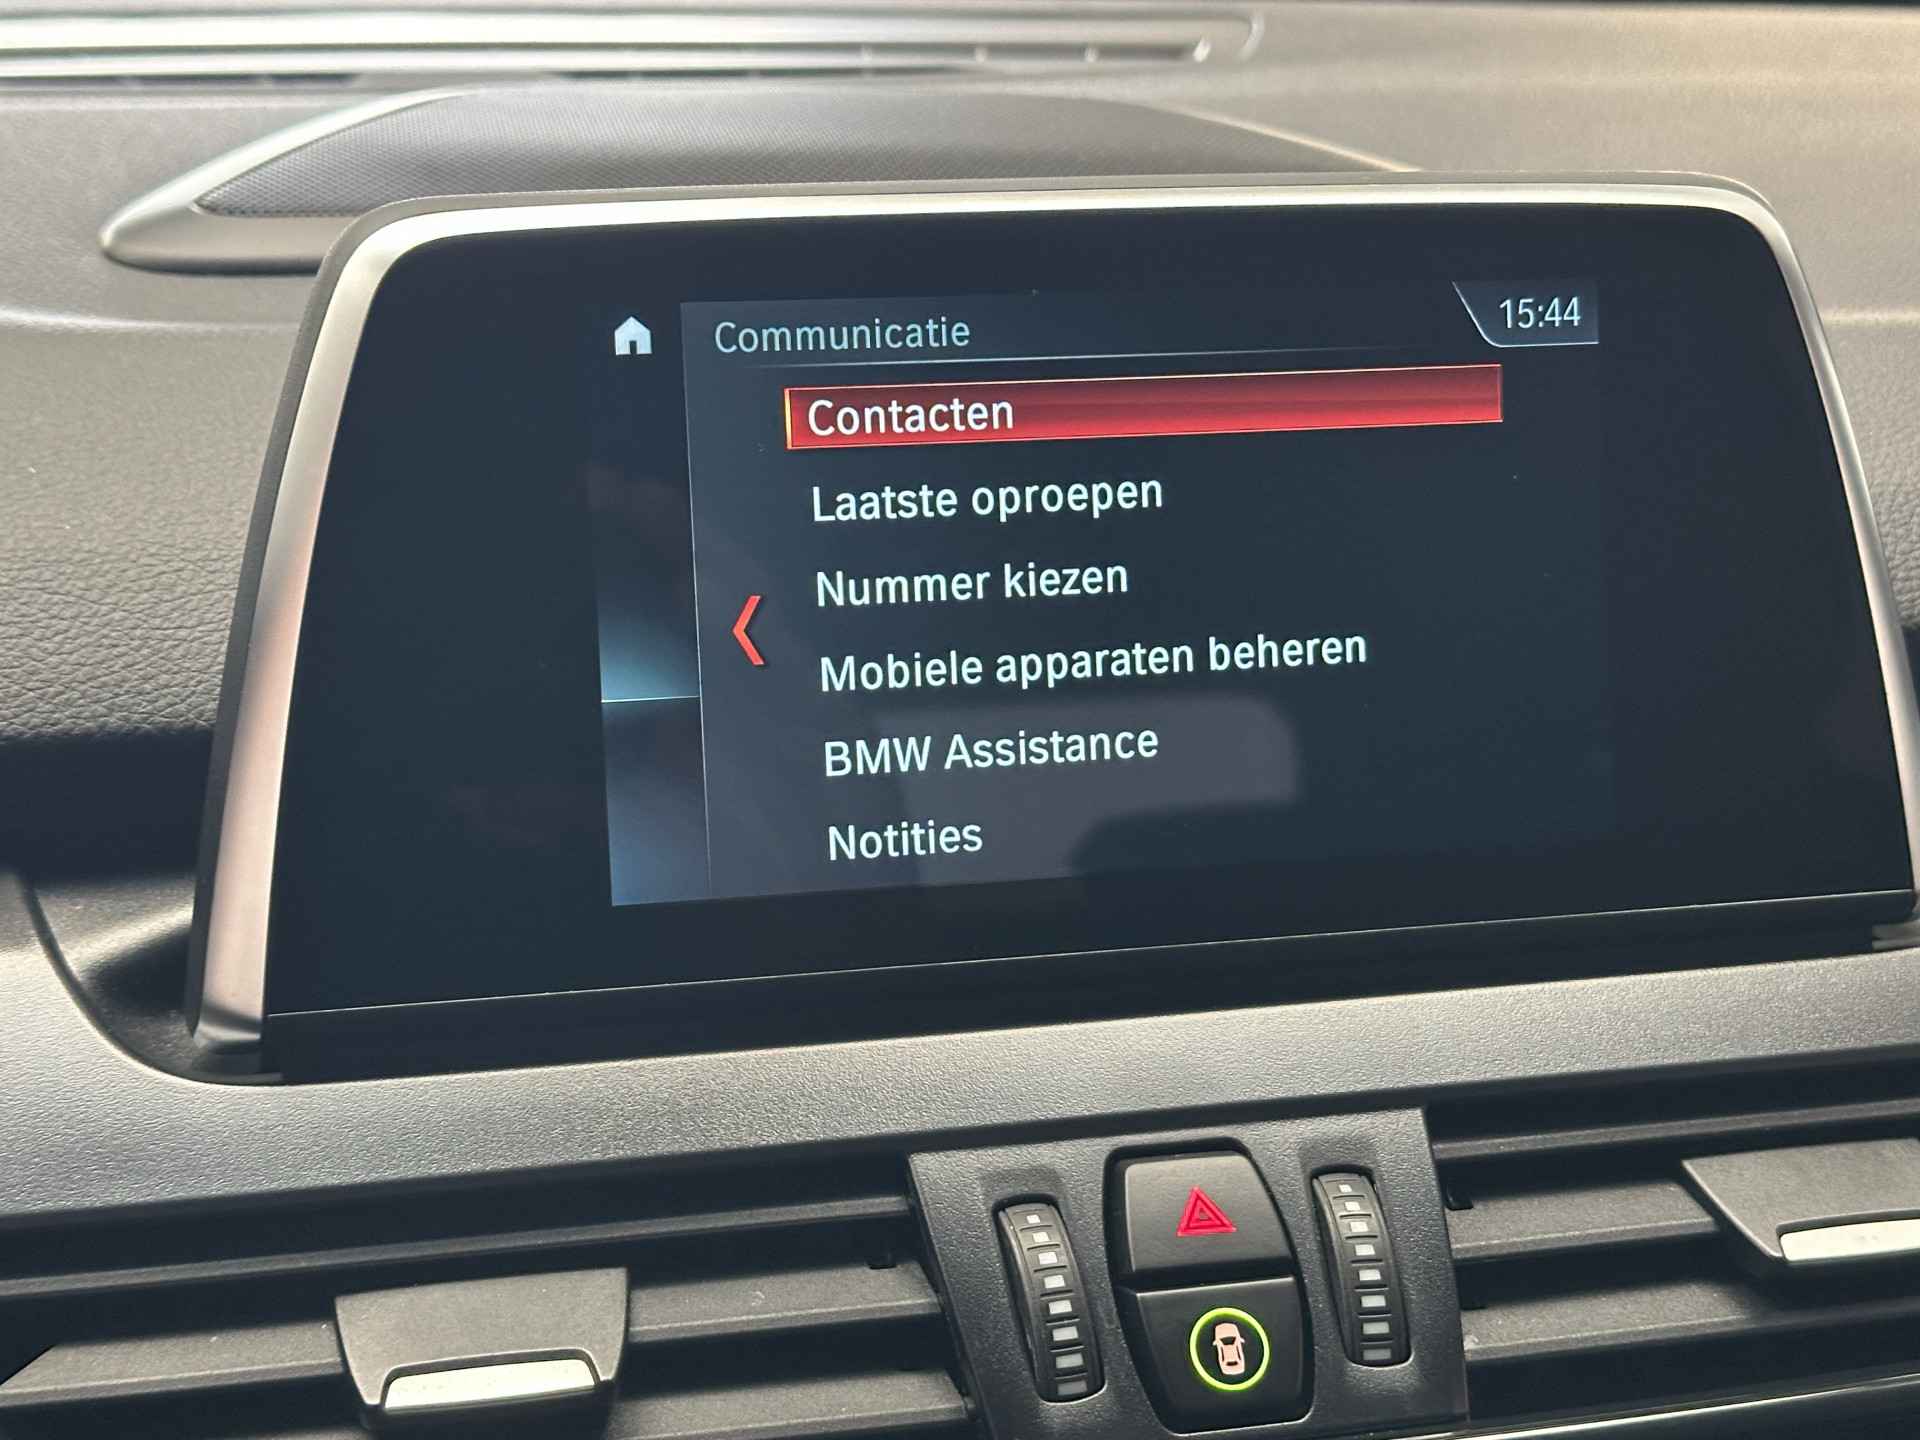 Communicatie
15:44
Contacten
Laatste oproepen
Nummer kiezen
Mobiele apparaten beheren
BMW Assistance
Notities